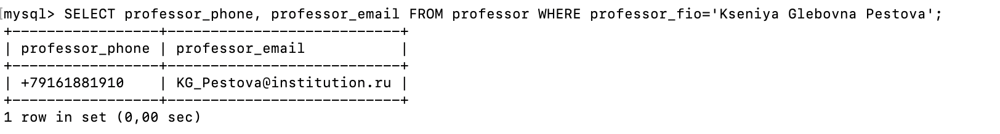 mysql> SELECT professor_phone, professor_email FROM professor WHERE professor_fio='Kseniya Glebovna Pestova';
+-----------------+---------------------------+
| professor_phone | professor_email           |
+-----------------+---------------------------+
| +79161881910    | KG_Pestova@institution.ru |
+-----------------+---------------------------+
1 row in set (0,00 sec)